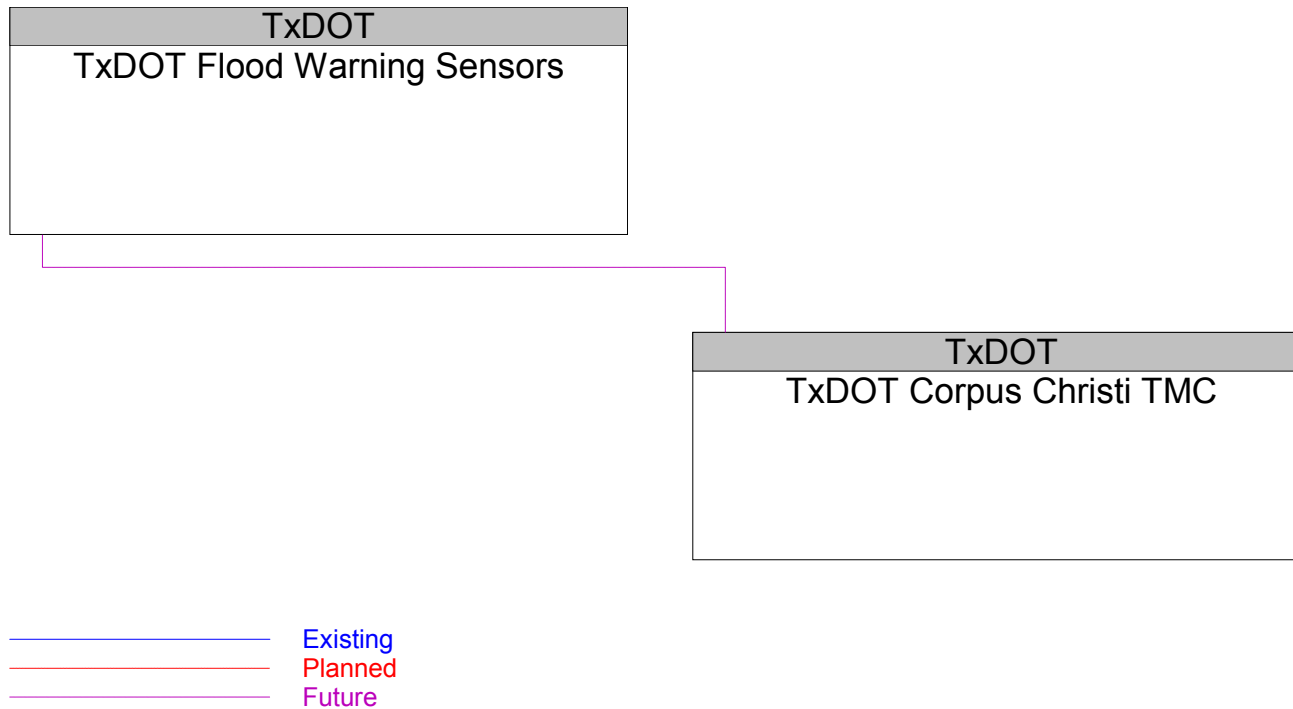 TxDOT
TxDOT Flood Warning Sensors
TxDOT
TxDOT Corpus Christi TMC
Existing
Planned
Future